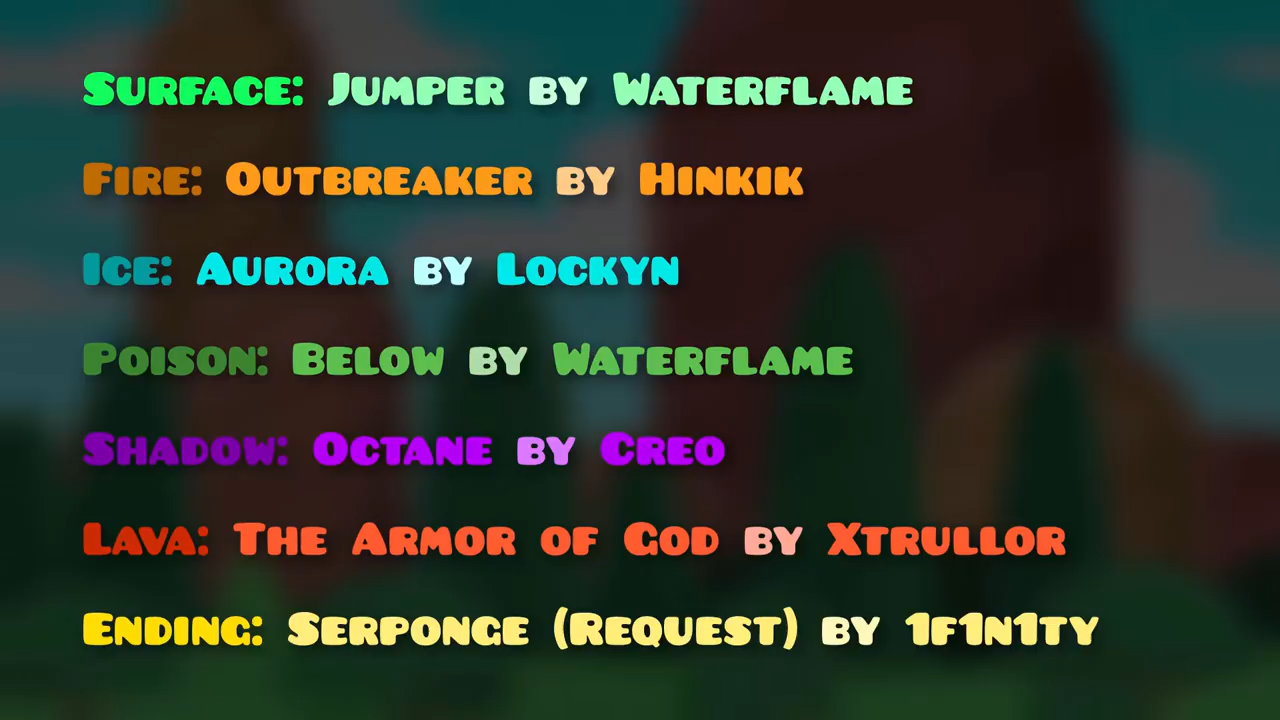 Surface: Jumper by Waterflame
Fire: Outbreaker by Hinkik
Ice: Aurora by Lockyn
Poison: Below by Waterflame
Shadow: Octane by Creo
Lava: The Armor of God by Xtrullor
Ending: Serponge (Request) by 1f1n1ty